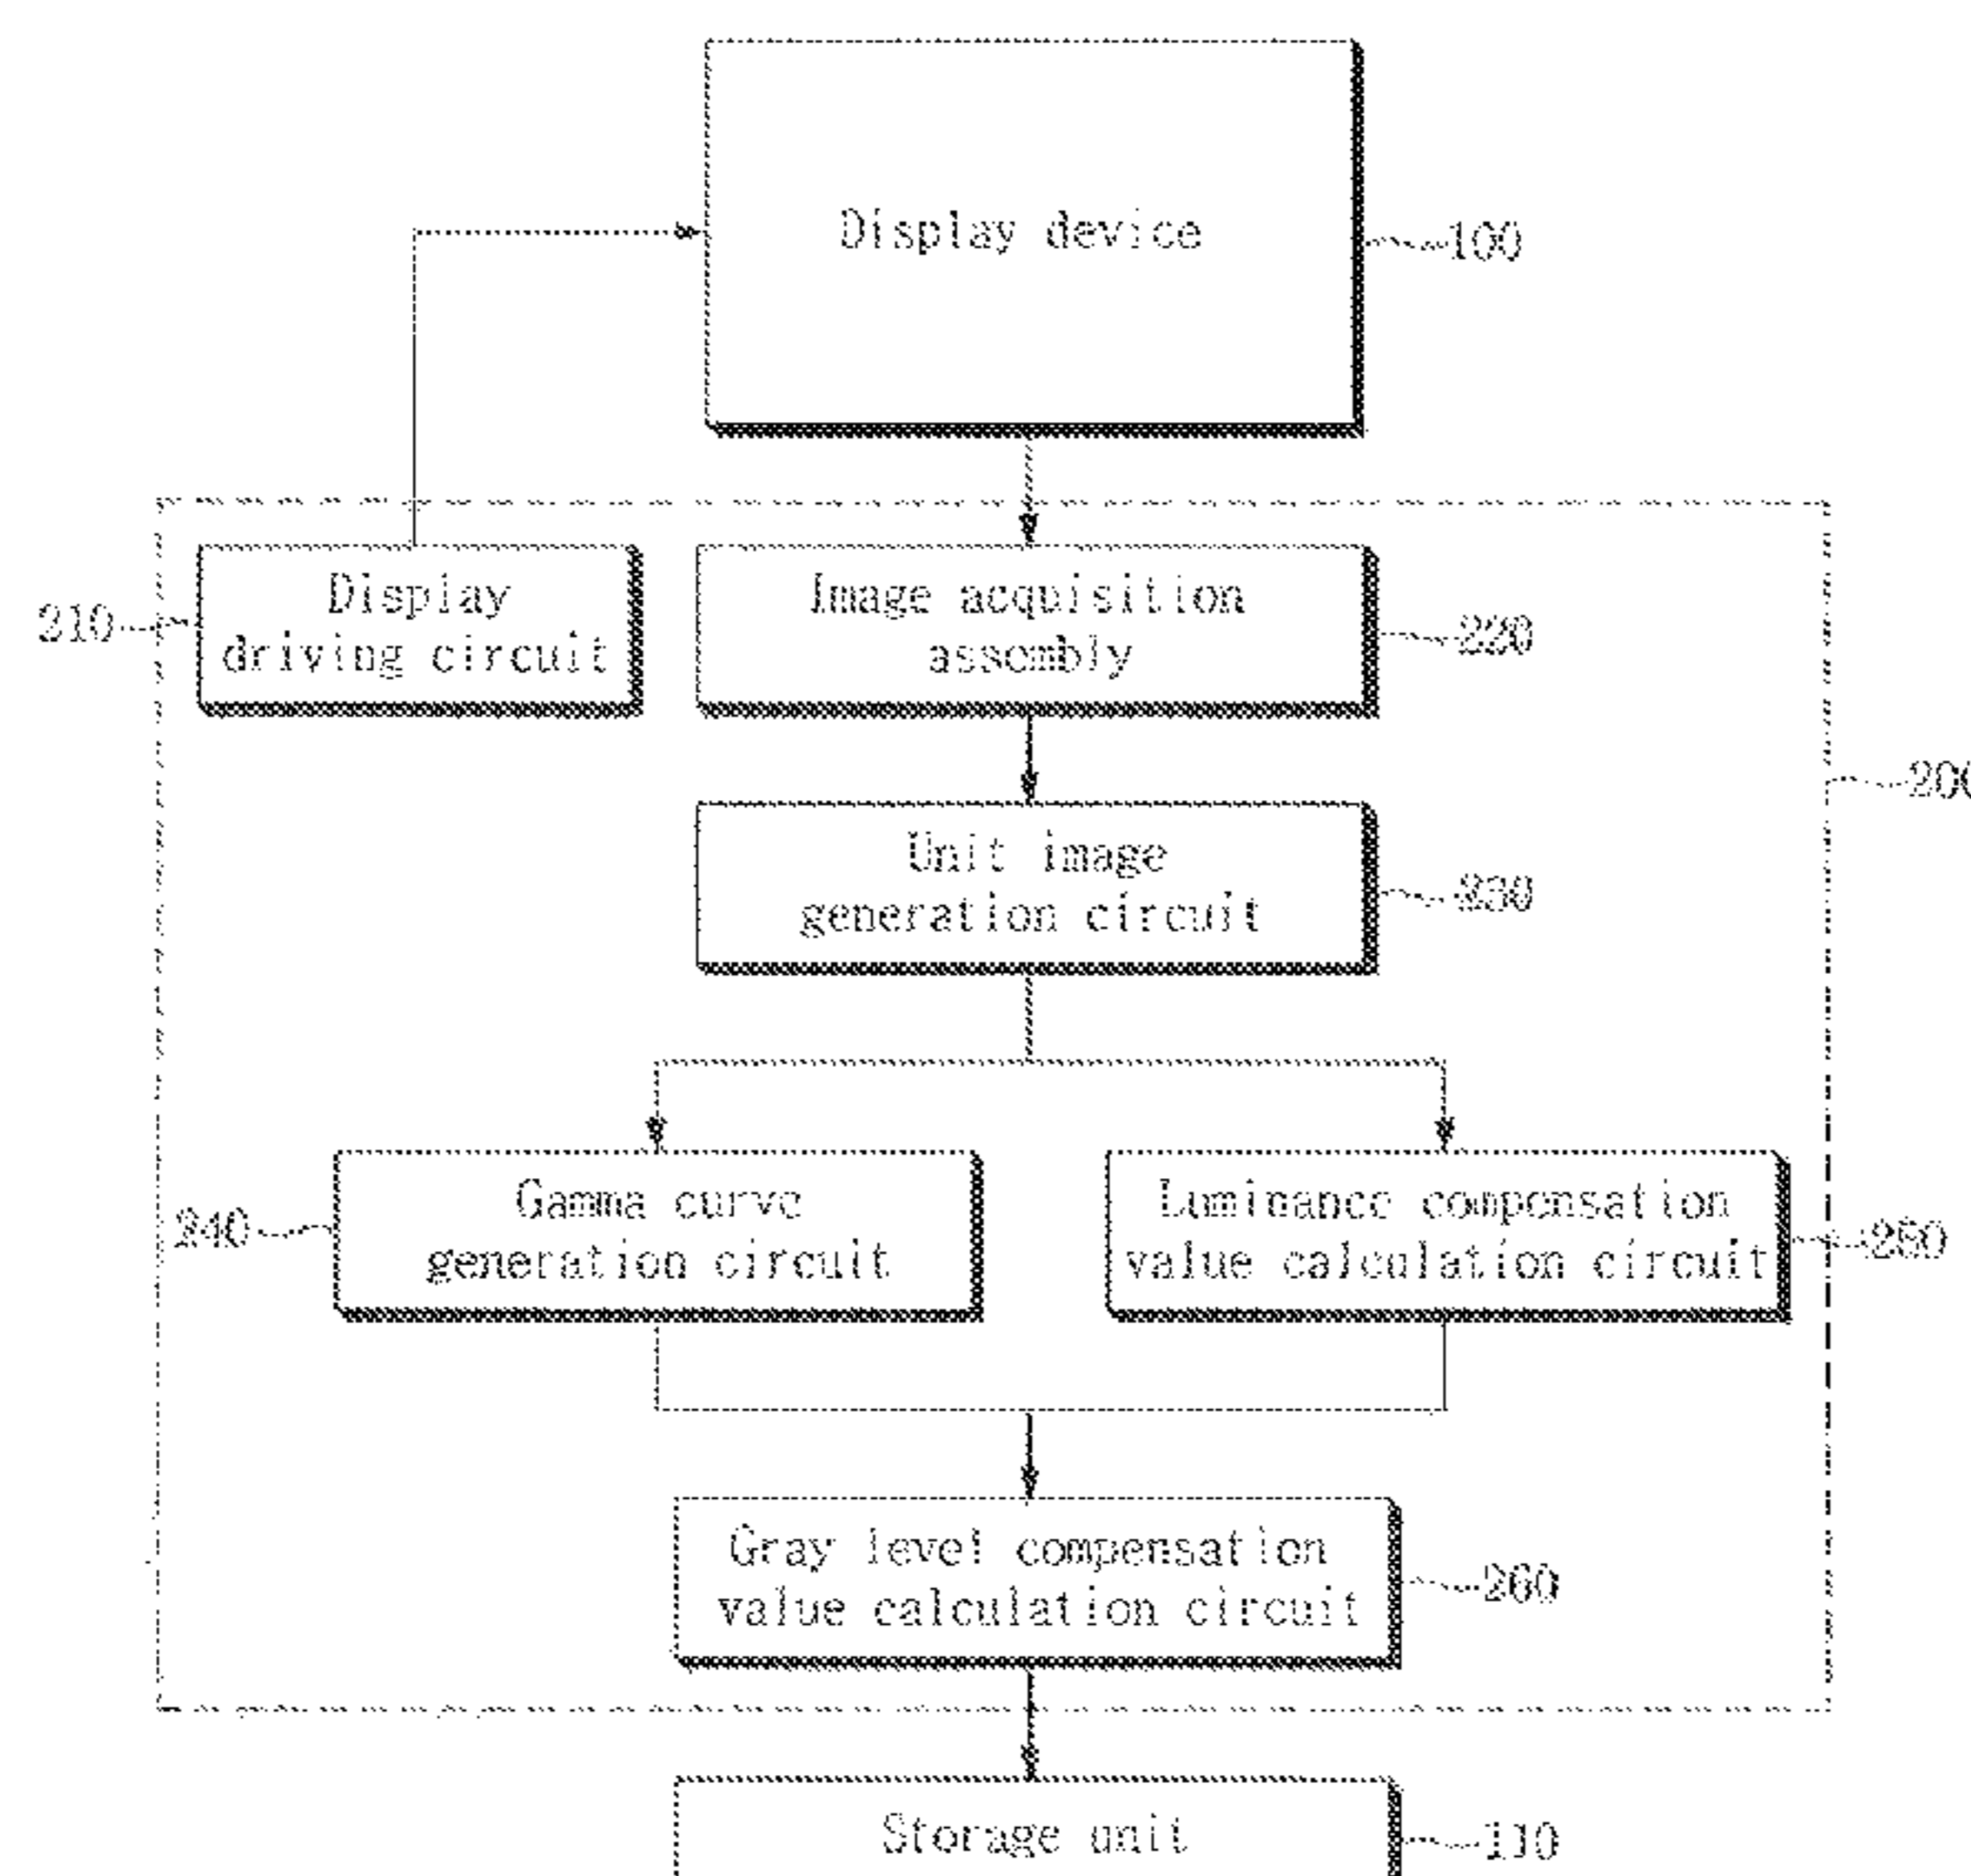 Display device
100
Display
driving circuit
210
Image acquisition
assembly
220
200
Unit image
generation circuit
230
Gamma curve
generation circuit
240
Luminance compensation
value calculation circuit
250
Gray level compensation
value calculation circuit
260
Storage unit
110